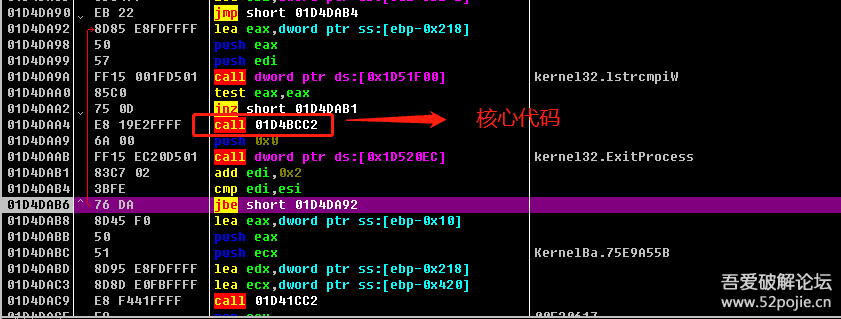 01D4DA90 EB 22 jmp short 01D4DAB4
01D4DA92 8D85 E8FDFFFF lea eax,dword ptr ss:[ebp-0x218]
01D4DA98 50 push eax
01D4DA99 57 push edi
01D4DA9A FF15 001FD501 call dword ptr ds:[0x1D51F00] kernel32.lstrcmpiW
01D4DAA0 85C0 test eax,eax
01D4DAA2 75 0D jnz short 01D4DAB1
01D4DAA4 E8 19E2FFFF call 01D4BCC2 核心代码
01D4DAA9 6A 00 push 0x0
01D4DAAB FF15 EC20D501 call dword ptr ds:[0x1D520EC] kernel32.ExitProcess
01D4DAB1 83C7 02 add edi,0x2
01D4DAB4 3BFE cmp edi,esi
01D4DAB6 76 DA jbe short 01D4DA92
01D4DAB8 8D45 F0 lea eax,dword ptr ss:[ebp-0x10]
01D4DABB 50 push eax
01D4DABC 51 push ecx KernelBa.75E9A55B
01D4DABD 8D95 E8FDFFFF lea edx,dword ptr ss:[ebp-0x218]
01D4DAC3 8D8D E0FBFFFF lea ecx,dword ptr ss:[ebp-0x420]
01D4DAC9 E8 F441FFFF call 01D41CC2
吾爱破解论坛
www.52pojie.cn